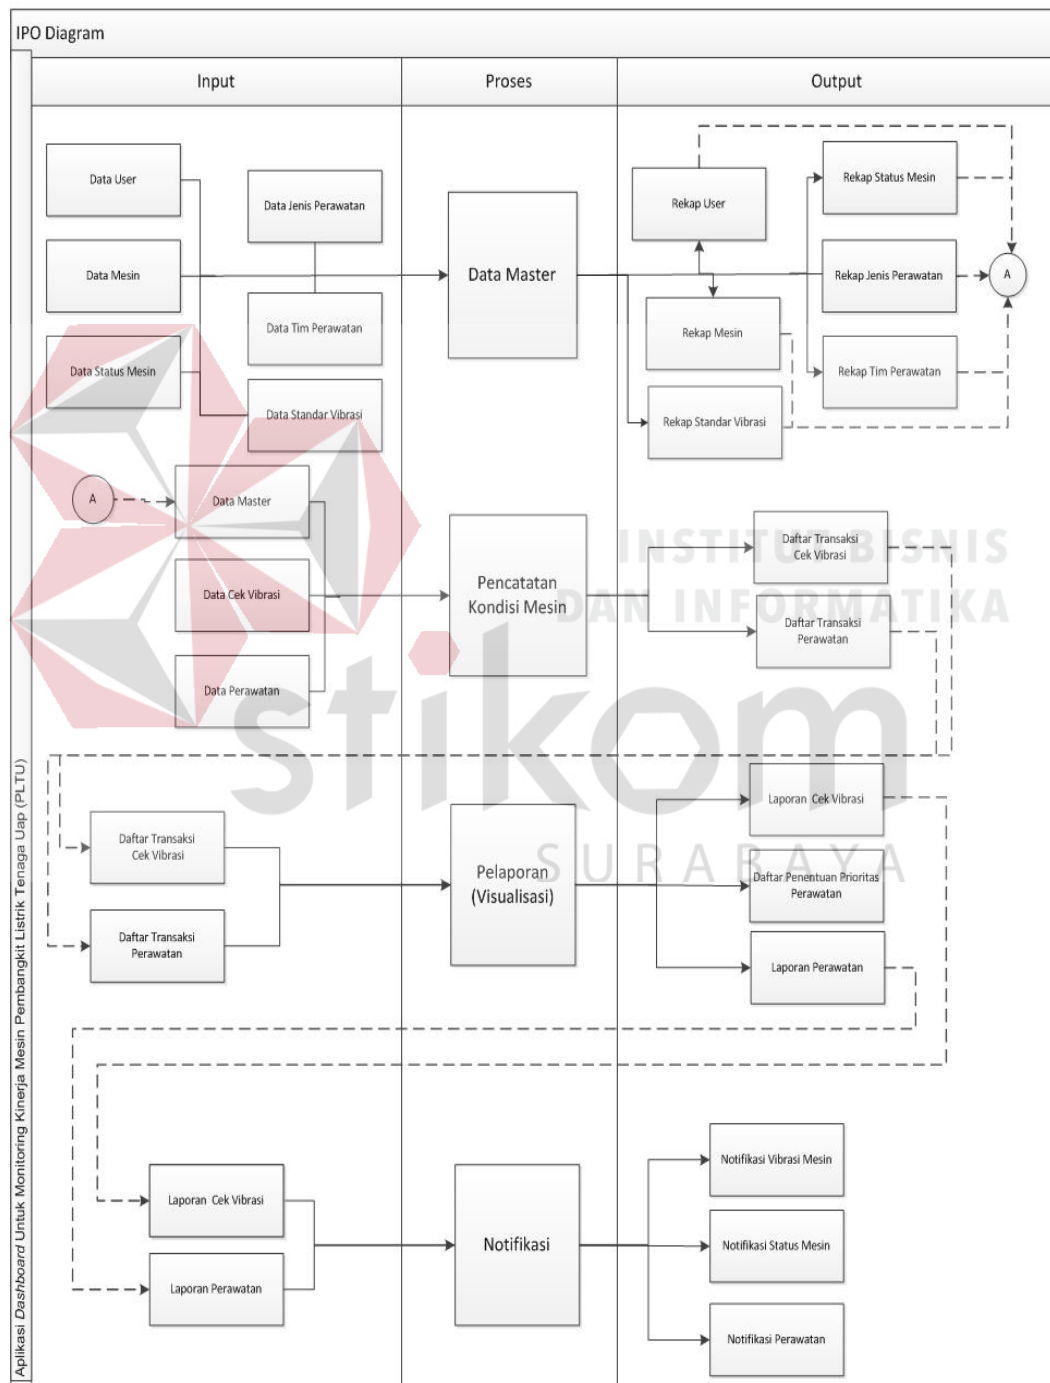 IPO Diagram
Input
Proses
Output
Aplikasi Dashboard Untuk Monitoring Kinerja Mesin Pembangkit Listrik Tenaga Uap (PLTU)
Data User
Data Jenis Perawatan
Data Mesin
Data Tim Perawatan
Data Status Mesin
Data Standar Vibrasi
Data Master
Rekap User
Rekap Status Mesin
Rekap Jenis Perawatan
A
Rekap Mesin
Rekap Tim Perawatan
Rekap Standar Vibrasi
A
Data Master
Data Cek Vibrasi
Data Perawatan
Pencatatan
Kondisi Mesin
Daftar Transaksi
Cek Vibrasi
Daftar Transaksi
Perawatan
INSTITUT BISNIS
DAN INFORMATIKA
stikom
SURABAYA
Daftar Transaksi
Cek Vibrasi
Daftar Transaksi
Perawatan
Pelaporan
(Visualisasi)
Laporan Cek Vibrasi
Daftar Penentuan Prioritas
Perawatan
Laporan Perawatan
Laporan Cek Vibrasi
Laporan Perawatan
Notifikasi
Notifikasi Vibrasi Mesin
Notifikasi Status Mesin
Notifikasi Perawatan